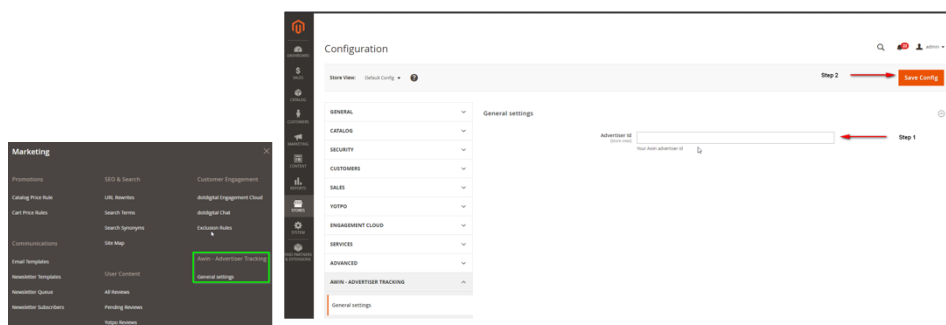 Marketing
Promotions
Catalog Price Rule
Cart Price Rules
Communications
Email Templates
Newsletter Templates
Newsletter Queue
Newsletter Subscribers
SEO & Search
URL Rewrites
Search Terms
Search Synonyms
Site Map
User Content
All Reviews
Pending Reviews
Yotpo Reviews
Customer Engagement
dotdigital Engagement Cloud
dotdigital Chat
Exclusion Rules
Awin - Advertiser Tracking
General settings
DASHBOARD
SALES
CATALOG
CUSTOMERS
MARKETING
CONTENT
REPORTS
STORES
SYSTEM
FIND PARTNERS
& EXTENSIONS
Configuration
admin
Store View: Default Config
Step 2
Save Config
GENERAL
CATALOG
SECURITY
CUSTOMERS
SALES
YOTPO
ENGAGEMENT CLOUD
SERVICES
ADVANCED
AWIN - ADVERTISER TRACKING
General settings
General settings
Advertiser Id
[store view]
Your Awin advertiser id
Step 1